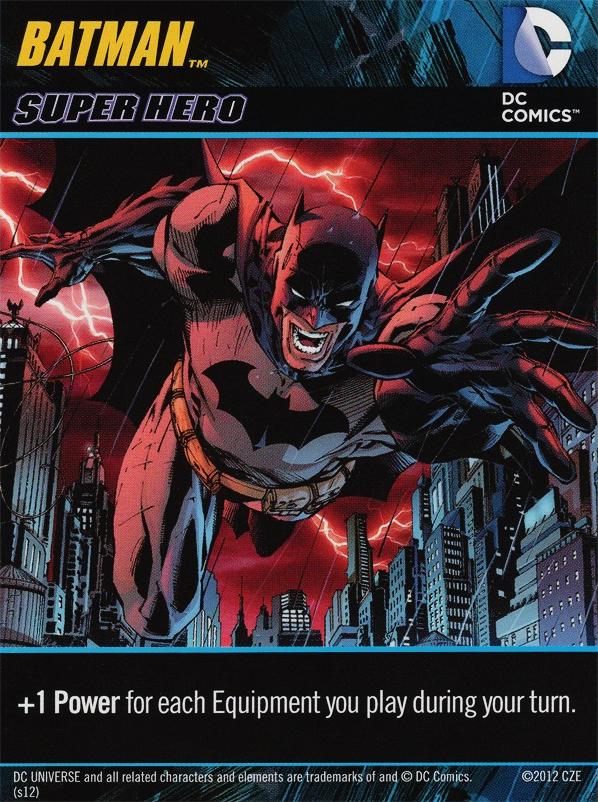 BATMAN™
SUPER HERO
DC
COMICS™
+1 Power for each Equipment you play during your turn.
DC UNIVERSE and all related characters and elements are trademarks of and © DC Comics.
(s12)
©2012 CZE